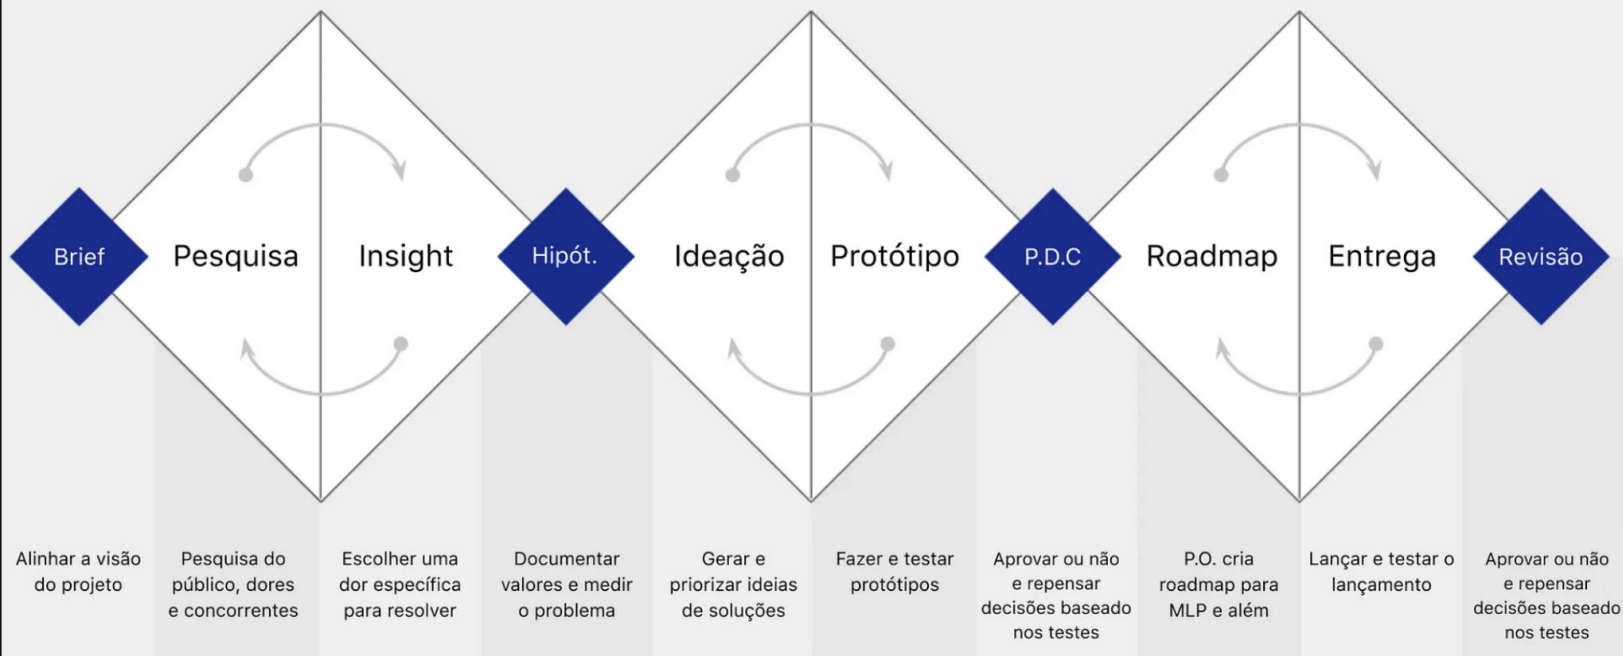 Brief
Pesquisa
Insight
Hipót.
Ideação
Protótipo
P.D.C
Roadmap
Entrega
Revisão
Alinhar a visão
do projeto
Pesquisa do
público, dores
e concorrentes
Escolher uma
dor específica
para resolver
Documentar
valores e medir
o problema
Gerar e
priorizar ideias
de soluções
Fazer e testar
protótipos
Aprovar ou não
e repensar
decisões baseado
nos testes
P.O. cria
roadmap para
MLP e além
Lançar e testar o
lançamento
Aprovar ou não
e repensar
decisões baseado
nos testes